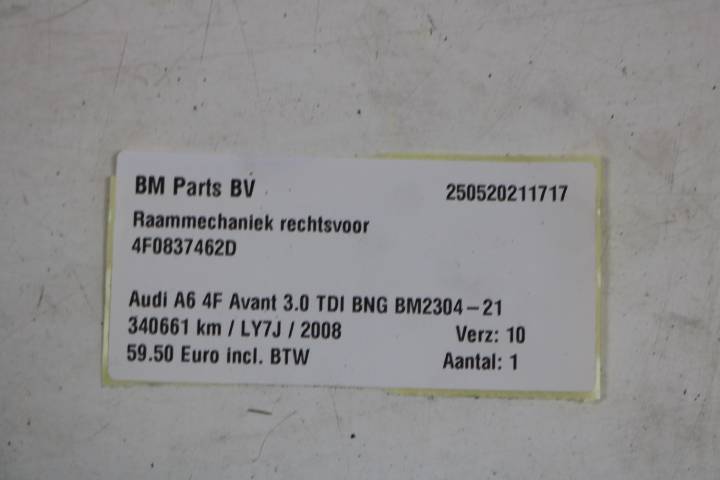 BM Parts BV 250520211717
Raammechaniek rechtsvoor
4F0837462D
Audi A6 4F Avant 3.0 TDI BNG BM2304-21
340661 km / LY7J / 2008 Verz: 10
59.50 Euro incl. BTW Aantal: 1